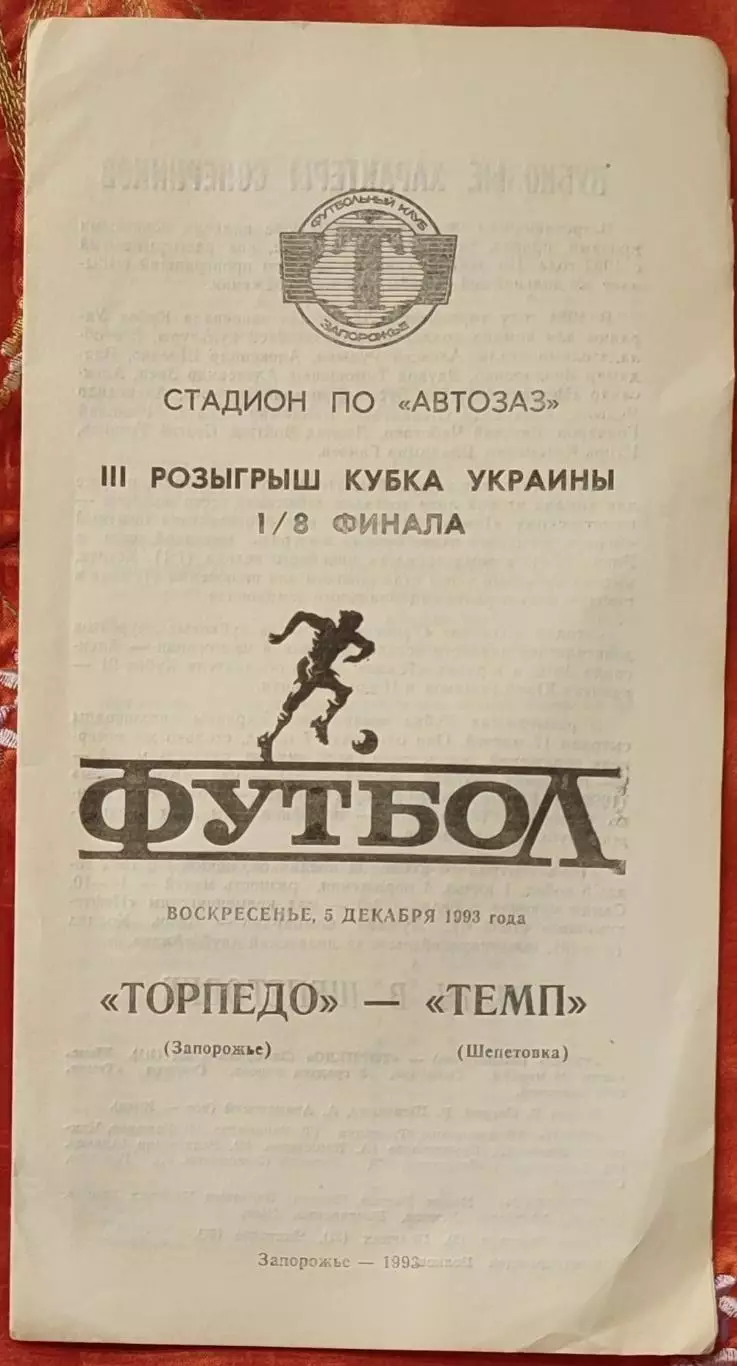 ФУТБОЛЬНЫЙ КЛУБ
Т
ЗАПОРОЖЬЕ
СТАДИОН ПО «АВТОЗАЗ»
III РОЗЫГРЫШ КУБКА УКРАИНЫ
1/8 ФИНАЛА
ФУТБОЛ
ВОСКРЕСЕНЬЕ, 5 ДЕКАБРЯ 1993 года
«ТОРПЕДО» — «ТЕМП»
(Запорожье) (Шепетовка)
Запорожье — 1993